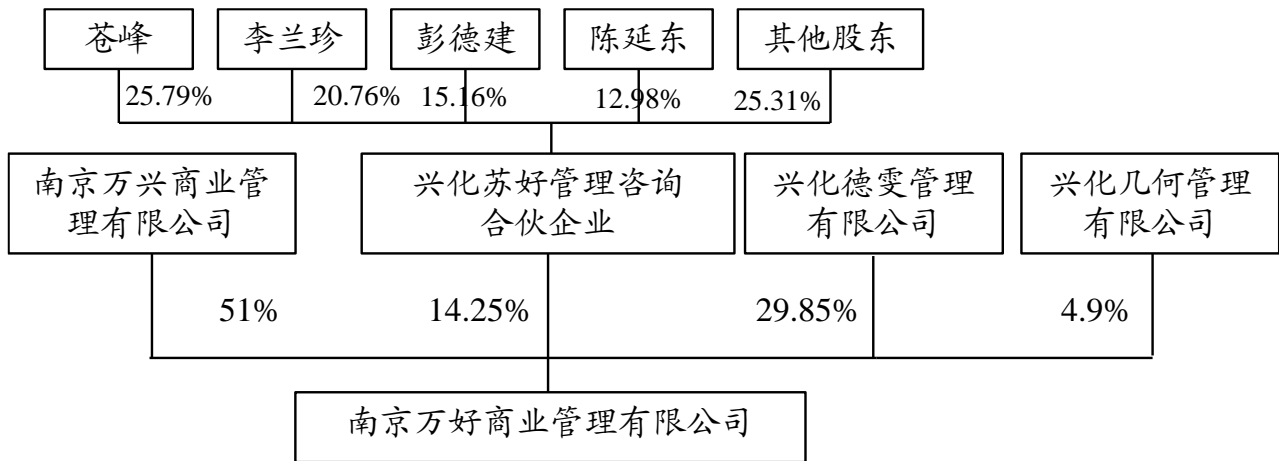 苍峰 李兰珍 彭德建 陈延东 其他股东
25.79% 20.76% 15.16% 12.98% 25.31%
南京万兴商业管 兴化苏好管理咨询 兴化德雯管理 兴化几何管理
理有限公司 合伙企业 有限公司 有限公司
51% 14.25% 29.85% 4.9%
南京万好商业管理有限公司